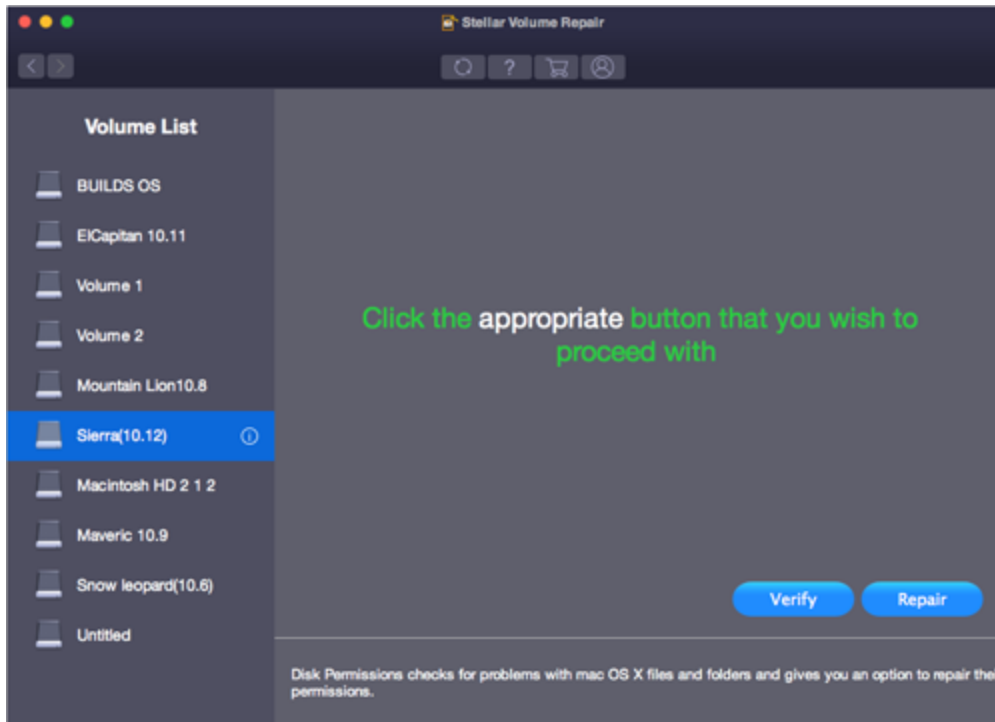 Stellar Volume Repair
?
Volume List
BUILDS OS
ElCapitan 10.11
Volume 1
Volume 2
Mountain Lion10.8
Sierra(10.12)
Macintosh HD 2 1 2
Maveric 10.9
Snow leopard(10.6)
Untitled
Click the appropriate button that you wish to
proceed with
Verify
Repair
Disk Permissions checks for problems with mac OS X files and folders and gives you an option to repair thei
permissions.